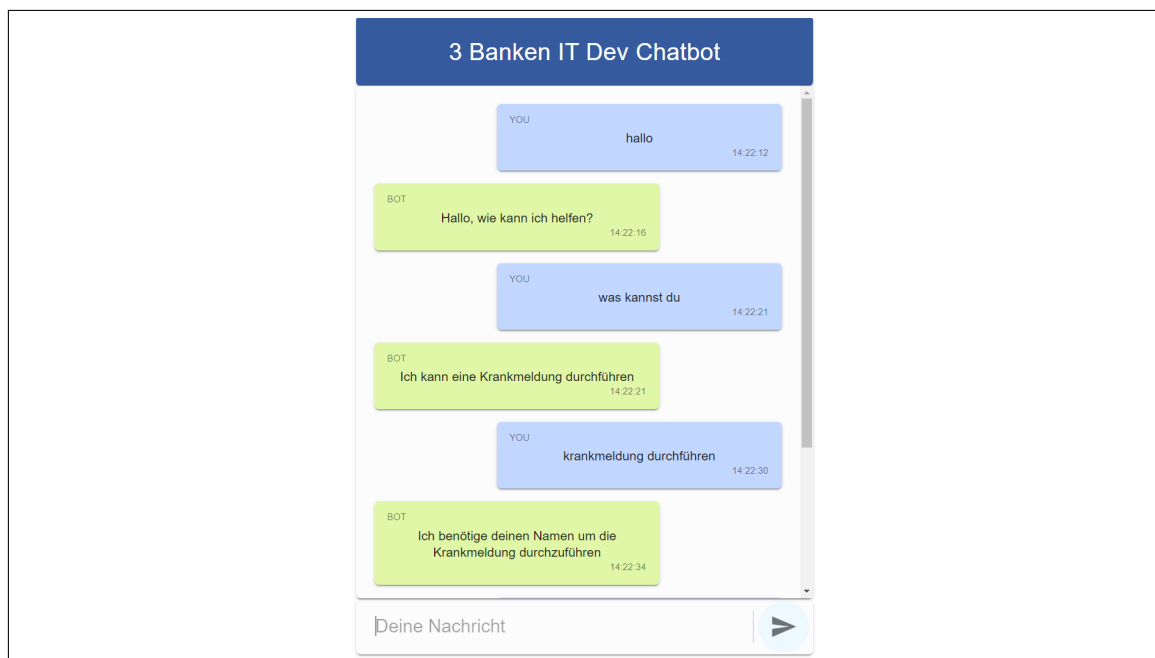 3 Banken IT Dev Chatbot
YOU
hallo
14:22:12
BOT
Hallo, wie kann ich helfen?
14:22:16
YOU
was kannst du
14:22:21
BOT
Ich kann eine Krankmeldung durchführen
14:22:21
YOU
krankmeldung durchführen
14:22:30
BOT
Ich benötige deinen Namen um die
Krankmeldung durchzuführen
14:22:34
Deine Nachricht